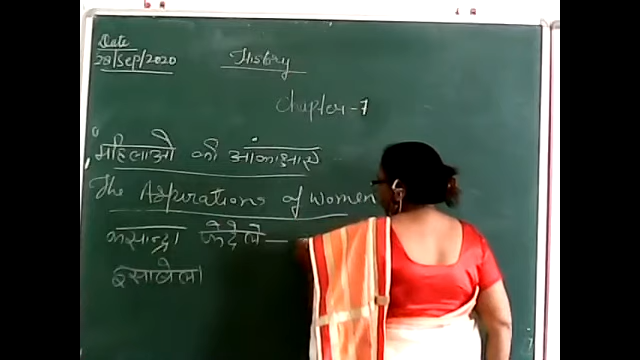 Date
28/Sep/2020
History
Chapter-7
महिलाओ की आकांक्षाये
The Aspirations of women
कसान्द्रा फेदेले —
इसाबेला